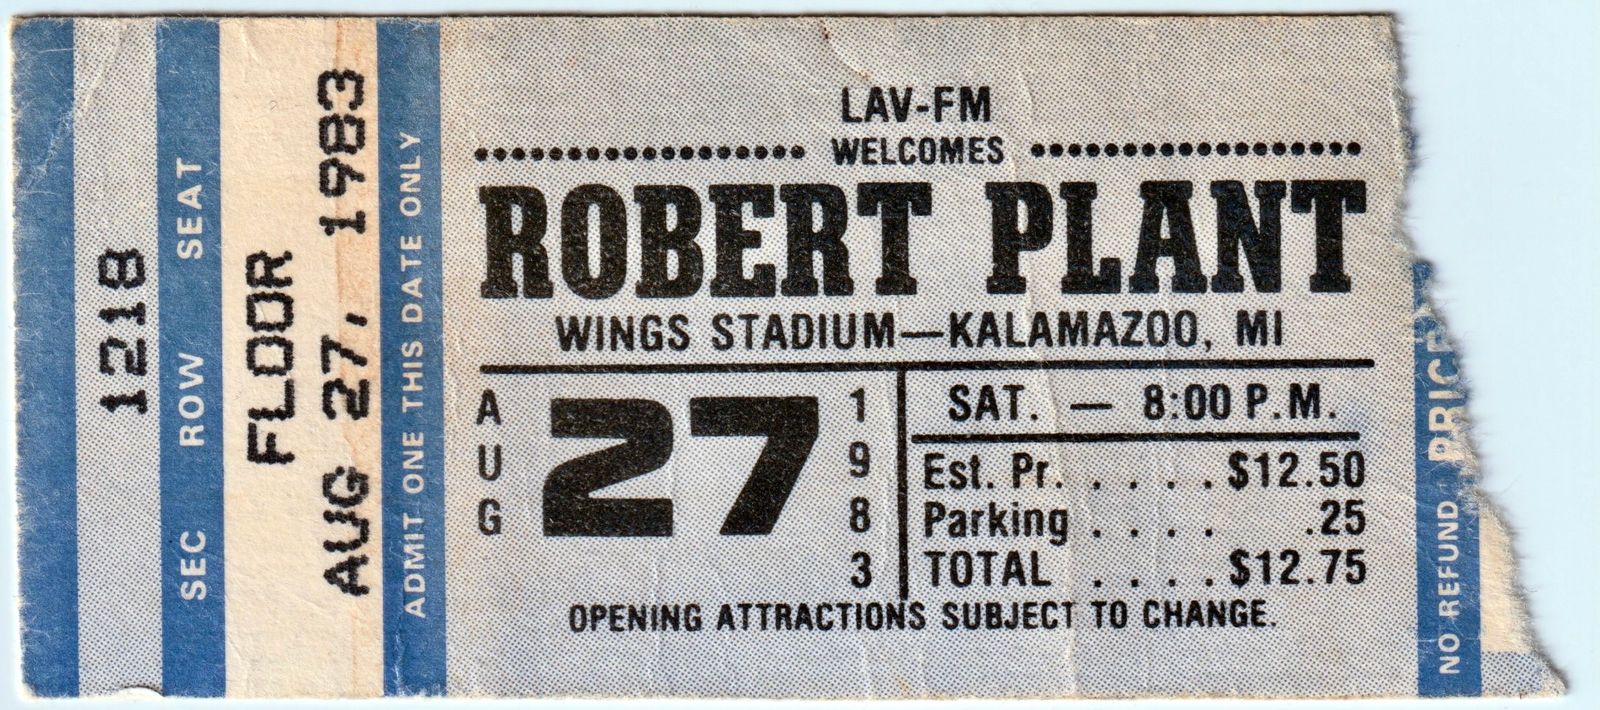 1218
SEC ROW SEAT
FLOOR
AUG 27, 1983
ADMIT ONE THIS DATE ONLY
LAV-FM
WELCOMES
ROBERT PLANT
WINGS STADIUM—KALAMAZOO, MI
AUG 27 1983
SAT. — 8:00 P.M.
Est. Pr. . . . . . $12.50
Parking . . . . .25
TOTAL . . . . $12.75
OPENING ATTRACTIONS SUBJECT TO CHANGE.
NO REFUND PRICE